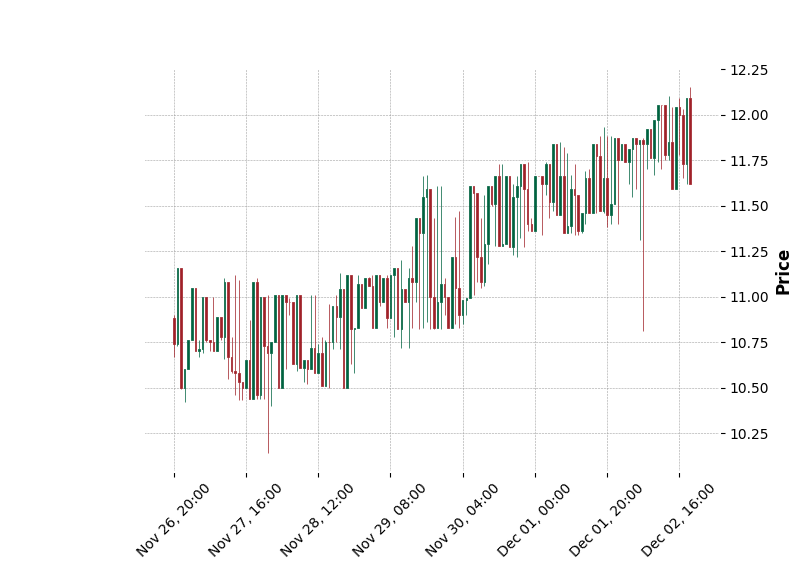 12.25
12.00
11.75
11.50
11.25
11.00
10.75
10.50
10.25
Price
Nov 26, 20:00
Nov 27, 16:00
Nov 28, 12:00
Nov 29, 08:00
Nov 30, 04:00
Dec 01, 00:00
Dec 01, 20:00
Dec 02, 16:00